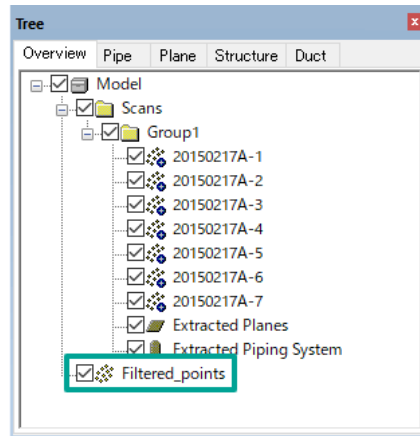 Tree
Overview Pipe Plane Structure Duct
Model
Scans
Group1
20150217A-1
20150217A-2
20150217A-3
20150217A-4
20150217A-5
20150217A-6
20150217A-7
Extracted Planes
Extracted Piping System
Filtered_points